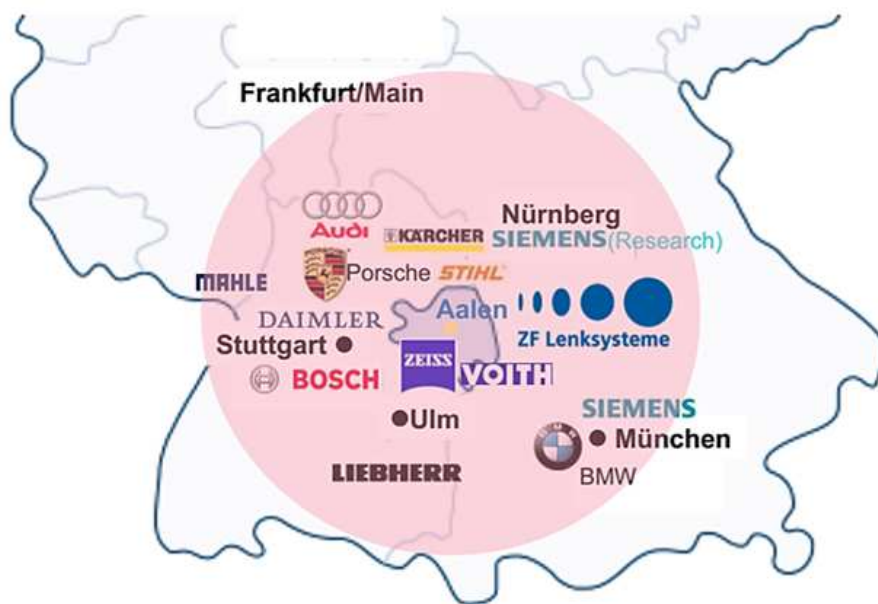 Frankfurt/Main
Audi
KÄRCHER
Nürnberg
SIEMENS(Research)
Porsche
STIHL
MAHLE
Aalen
DAIMLER
ZF Lenksysteme
Stuttgart
ZEISS
BOSCH
VOITH
SIEMENS
Ulm
München
BMW
LIEBHERR
BMW